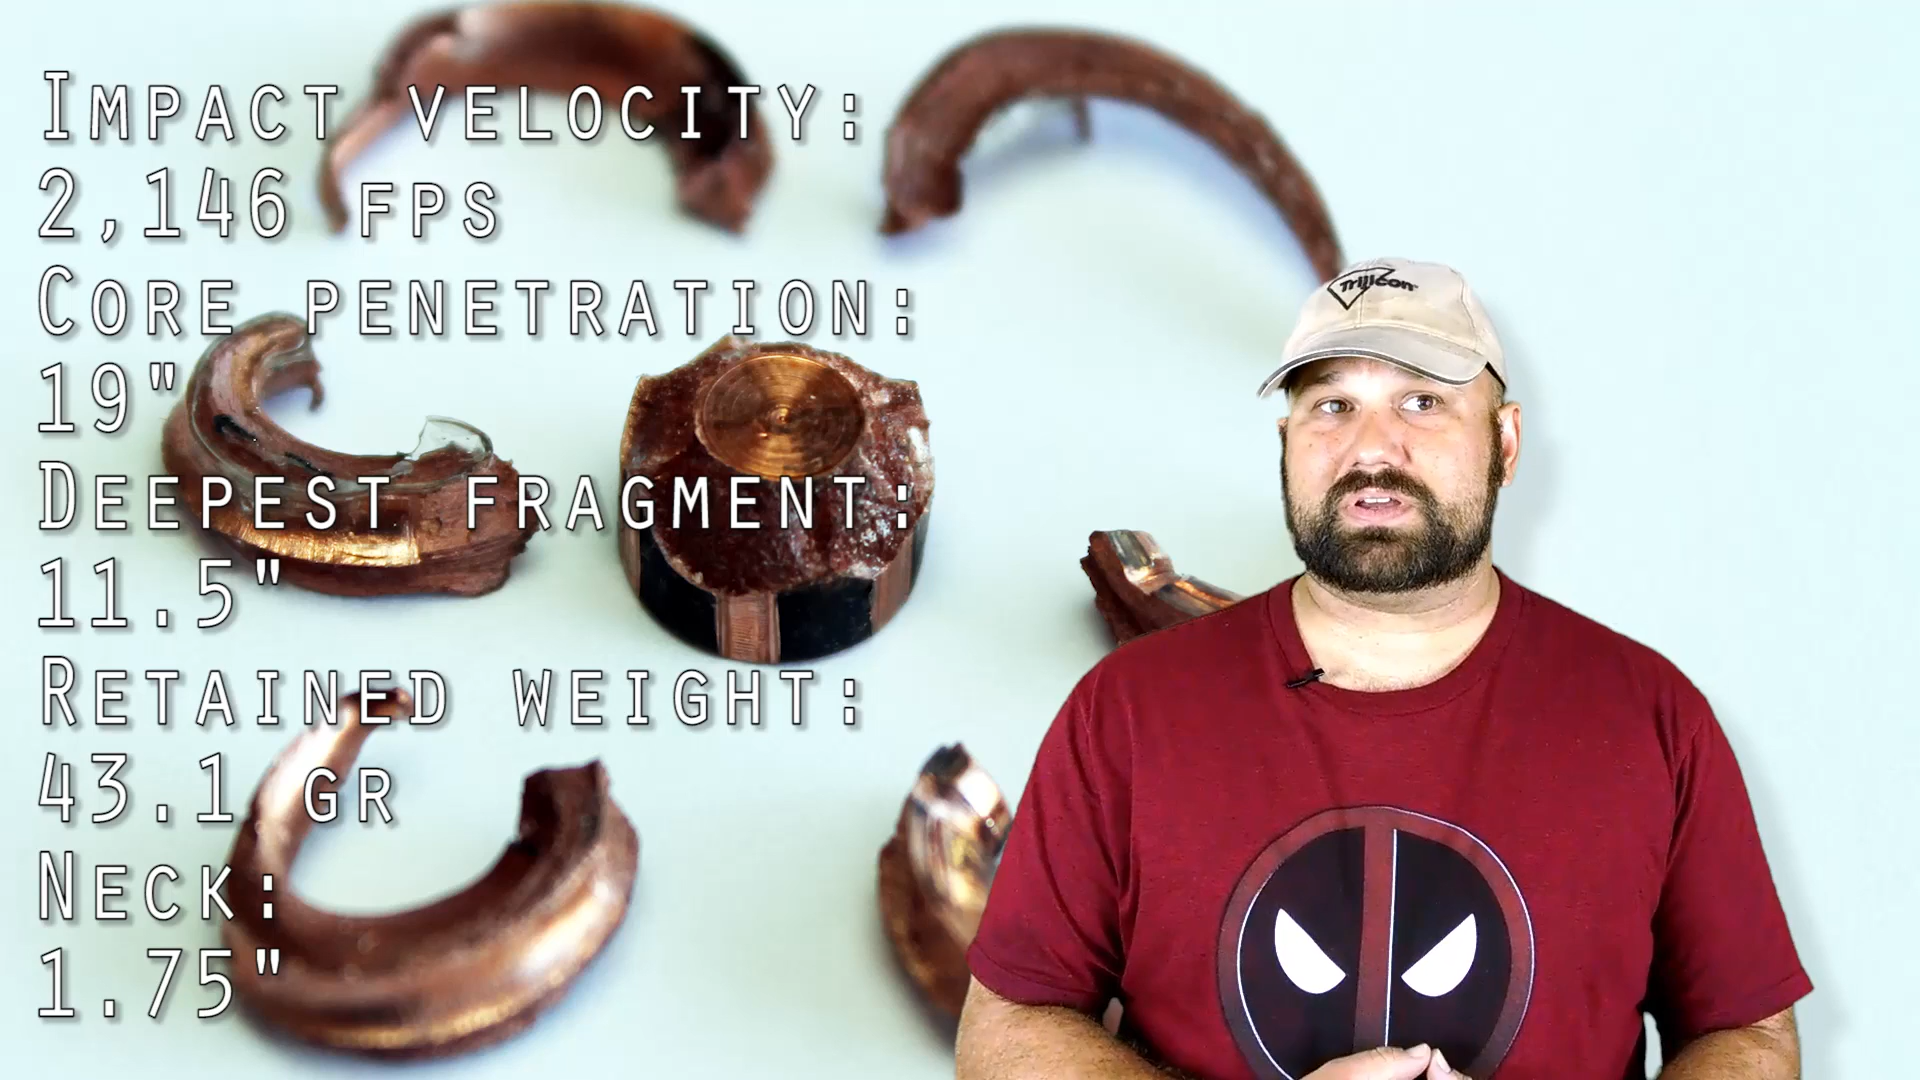 Impact velocity:
2,146 fps
Core penetration:
19"
Deepest fragment:
11.5"
Retained weight:
43.1 gr
Neck:
1.75"
Trijicon